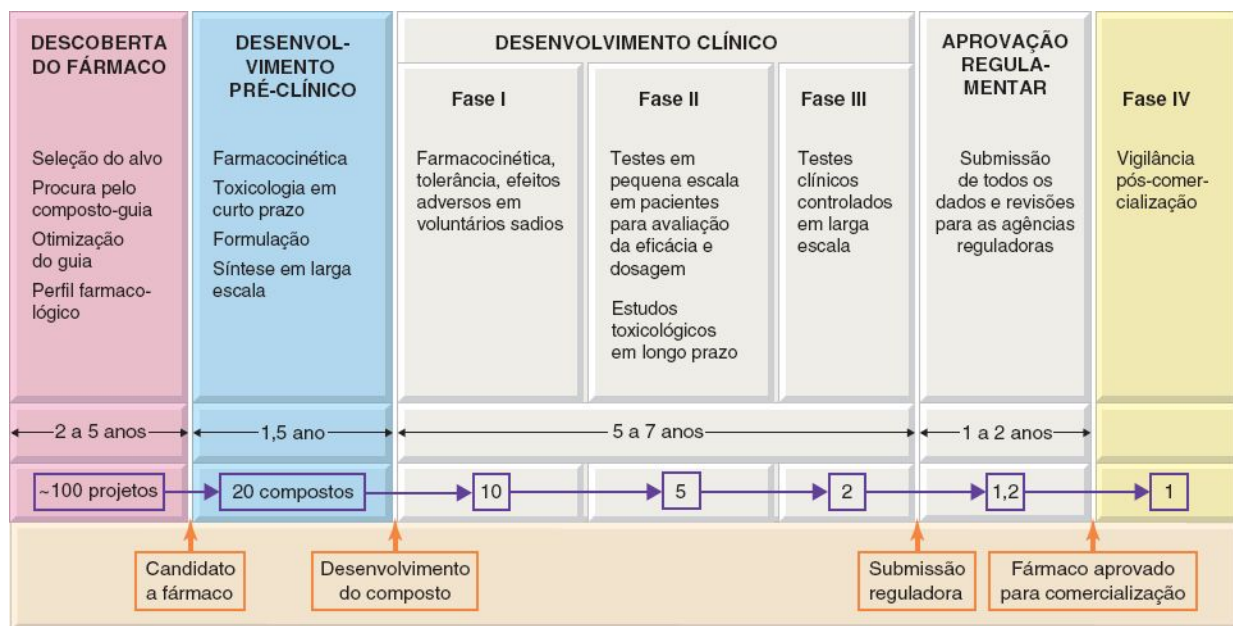 DESCOBERTA
DO FÁRMACO
Seleção do alvo
Procura pelo
composto-guia
Otimização
do guia
Perfil farmaco-
lógico
DESENVOL-
VIMENTO
PRÉ-CLÍNICO
Farmacocinética
Toxicologia em
curto prazo
Formulação
Síntese em larga
escala
DESENVOLVIMENTO CLÍNICO
Fase I
Farmacocinética,
tolerância, efeitos
adversos em
voluntários sadios
Fase II
Testes em
pequena escala
em pacientes
para avaliação
da eficácia e
dosagem
Estudos
toxicológicos
em longo prazo
Fase III
Testes
clínicos
controlados
em larga
escala
APROVAÇÃO
REGULA-
MENTAR
Submissão
de todos os
dados e revisões
para as agências
reguladoras
Fase IV
Vigilância
pós-comer-
cialização
2 a 5 anos
1,5 ano
5 a 7 anos
1 a 2 anos
~100 projetos
20 compostos
10
5
2
1,2
1
Candidato
a fármaco
Desenvolvimento
do composto
Submissão
reguladora
Fármaco aprovado
para comercialização